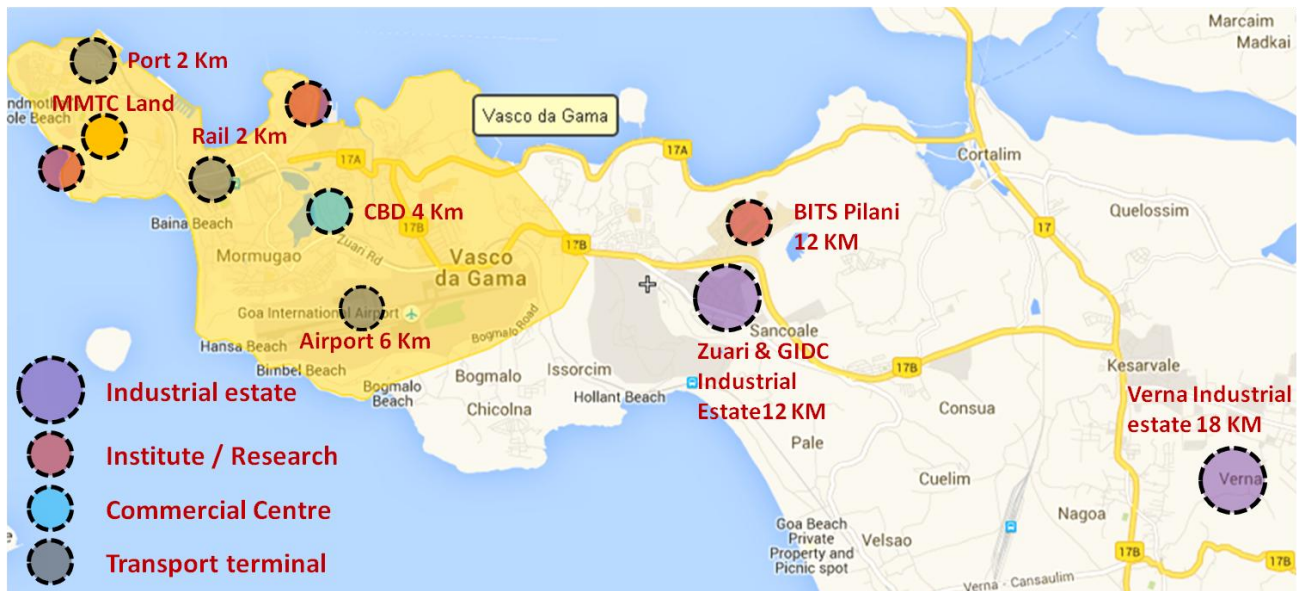 Marcaim
Madkai
Port 2 Km
MMTC Land
ole Beach
Rail 2 Km
Vasco da Gama
17A
17A
Cortalim
Baina Beach
CBD 4 Km
BITS Pilani
12 KM
Quelossim
17B
17B
17
Zuari Rd
Mormugao
Vasco
da Gama
Goa International Airport
Airport 6 Km
Bogmalo Road
Hansa Beach
Bimbel Beach
Bogmalo
Beach
Bogmalo
Issorcim
Chicolna
Hollant Beach
Sancoale
Zuari & GIDC
Industrial
Estate12 KM
17B
Kesarvale
Consua
Verna Industrial
estate 18 KM
Pale
Cuelim
Verna
Nagoa
Goa Beach
Private
Property and
Picnic spot
Velsao
17B
17B
Verna - Cansaulim
Industrial estate
Institute / Research
Commercial Centre
Transport terminal